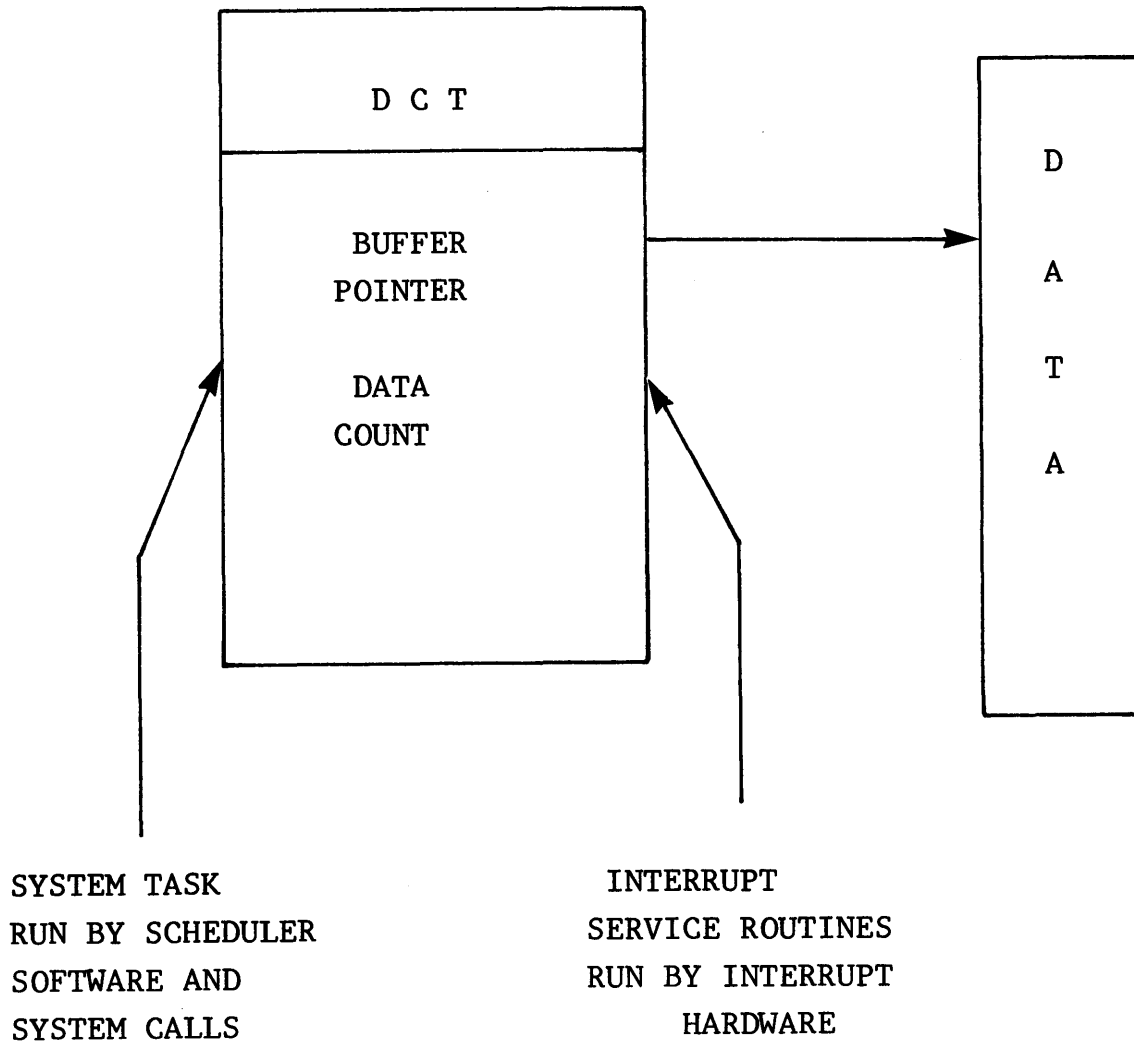 D C T
BUFFER
POINTER
DATA
COUNT
D
A
T
A
SYSTEM TASK
RUN BY SCHEDULER
SOFTWARE AND
SYSTEM CALLS
INTERRUPT
SERVICE ROUTINES
RUN BY INTERRUPT
HARDWARE